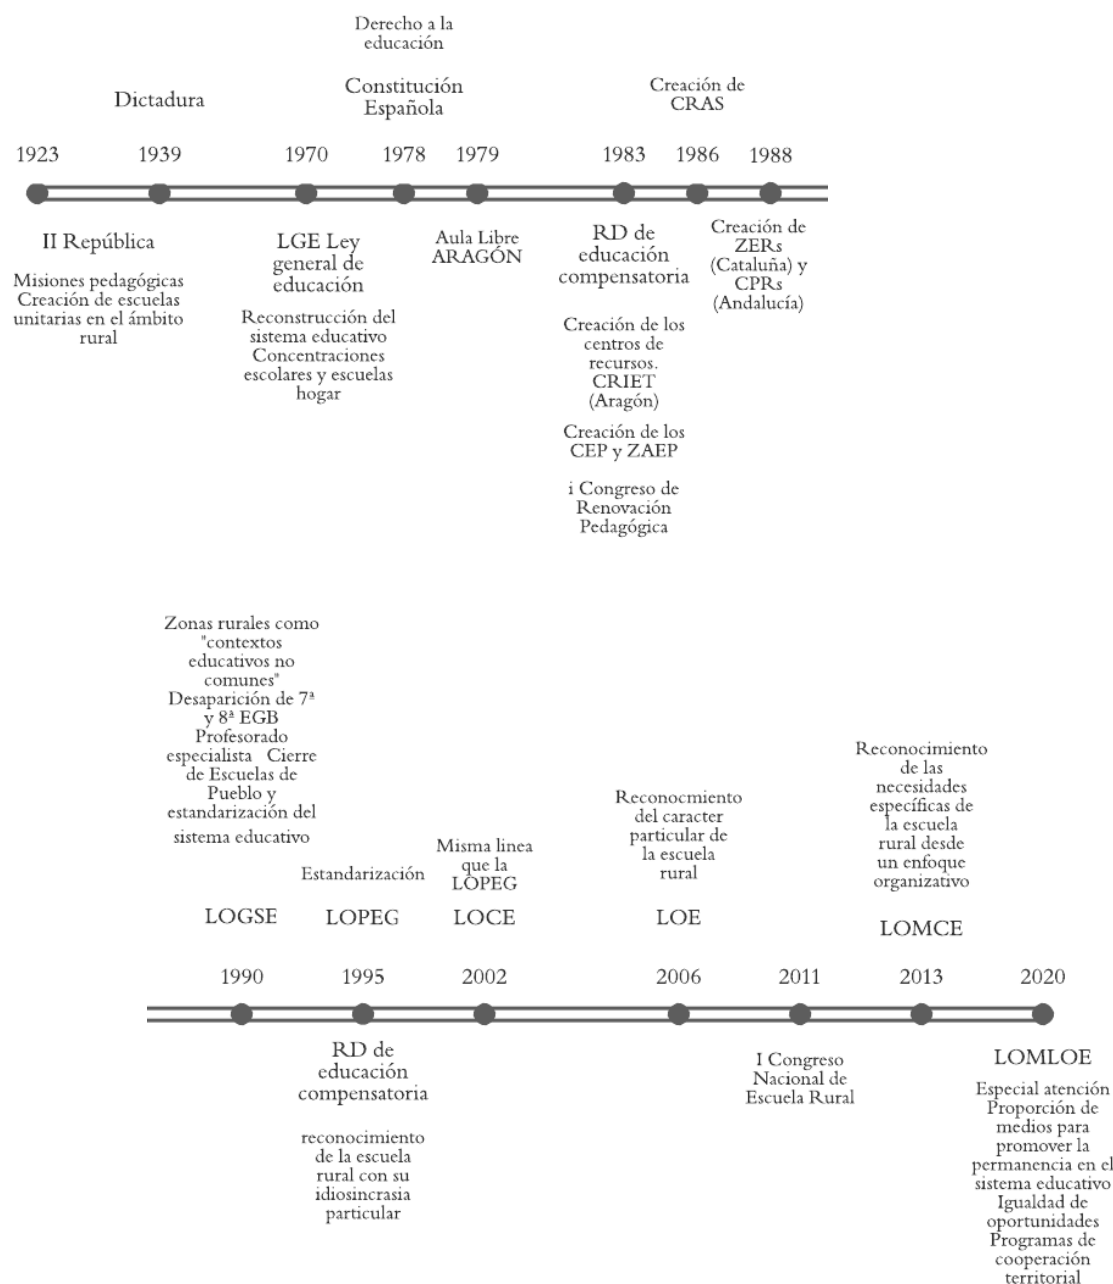 Derecho a la
educación
Dictadura
Constitución
Española
Creación de
CRAS
1923
1939
1970
1978
1979
1983
1986
1988
II República
Misiones pedagógicas
Creación de escuelas
unitarias en el ámbito
rural
LGE Ley
general de
educación
Reconstrucción del
sistema educativo
Concentraciones
escolares y escuelas
hogar
Aula Libre
ARAGÓN
RD de
educación
compensatoria
Creación de los
centros de
recursos.
CRIET
(Aragón)
Creación de los
CEP y ZAEP
i Congreso de
Renovación
Pedagógica
Creación de
ZERs
(Cataluña) y
CPRs
(Andalucía)
Zonas rurales como
"contextos
educativos no
comunes"
Desaparición de 7ª
y 8ª EGB
Profesorado
especialista Cierre
de Escuelas de
Pueblo y
estandarización del
sistema educativo
LOGSE
Estandarización
LOPEG
Misma linea
que la
LOPEG
LOCE
Reconocmiento
del caracter
particular de
la escuela
rural
LOE
Reconocimiento
de las
necesidades
específicas de
la escuela
rural desde
un enfoque
organizativo
LOMCE
1990
1995
2002
2006
2011
2013
2020
RD de
educación
compensatoria
reconocimiento
de la escuela
rural con su
idiosincrasia
particular
I Congreso
Nacional de
Escuela Rural
LOMLOE
Especial atención
Proporción de
medios para
promover la
permanencia en el
sistema educativo
Igualdad de
oportunidades
Programas de
cooperación
territorial